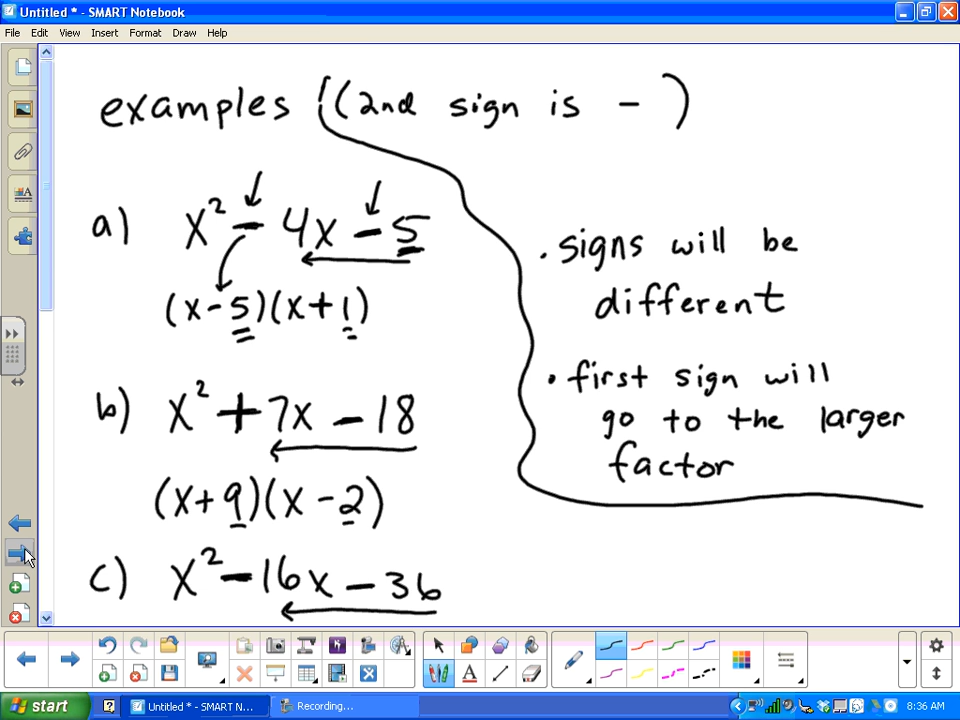 Untitled * - SMART Notebook
File Edit View Insert Format Draw Help
examples (2nd sign is - )
a) x² - 4x - 5
(x - 5)(x + 1)
b) x² + 7x - 18
(x + 9)(x - 2)
c) x² - 16x - 36
· signs will be
different
· first sign will
go to the larger
factor
start
Untitled * - SMART N...
Recording...
8:36 AM